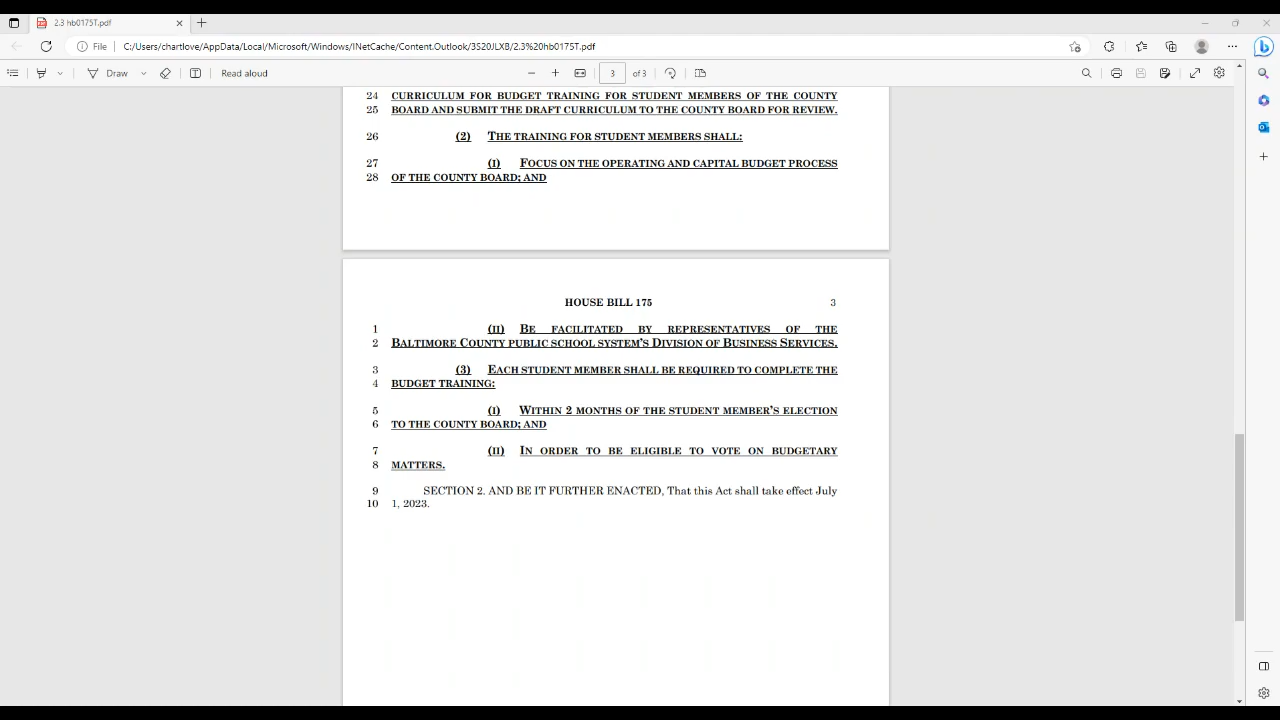 2.3 hb0175T.pdf
File C:/Users/chartlove/AppData/Local/Microsoft/Windows/INetCache/Content.Outlook/3S20JLXB/2.3%20hb0175T.pdf
Draw Read aloud 3 of 3
24 CURRICULUM FOR BUDGET TRAINING FOR STUDENT MEMBERS OF THE COUNTY
25 BOARD AND SUBMIT THE DRAFT CURRICULUM TO THE COUNTY BOARD FOR REVIEW.
26 (2) THE TRAINING FOR STUDENT MEMBERS SHALL:
27 (I) FOCUS ON THE OPERATING AND CAPITAL BUDGET PROCESS
28 OF THE COUNTY BOARD; AND
HOUSE BILL 175 3
1 (II) BE FACILITATED BY REPRESENTATIVES OF THE
2 BALTIMORE COUNTY PUBLIC SCHOOL SYSTEM'S DIVISION OF BUSINESS SERVICES.
3 (3) EACH STUDENT MEMBER SHALL BE REQUIRED TO COMPLETE THE
4 BUDGET TRAINING:
5 (I) WITHIN 2 MONTHS OF THE STUDENT MEMBER'S ELECTION
6 TO THE COUNTY BOARD; AND
7 (II) IN ORDER TO BE ELIGIBLE TO VOTE ON BUDGETARY
8 MATTERS.
9 SECTION 2. AND BE IT FURTHER ENACTED, That this Act shall take effect July
10 1, 2023.